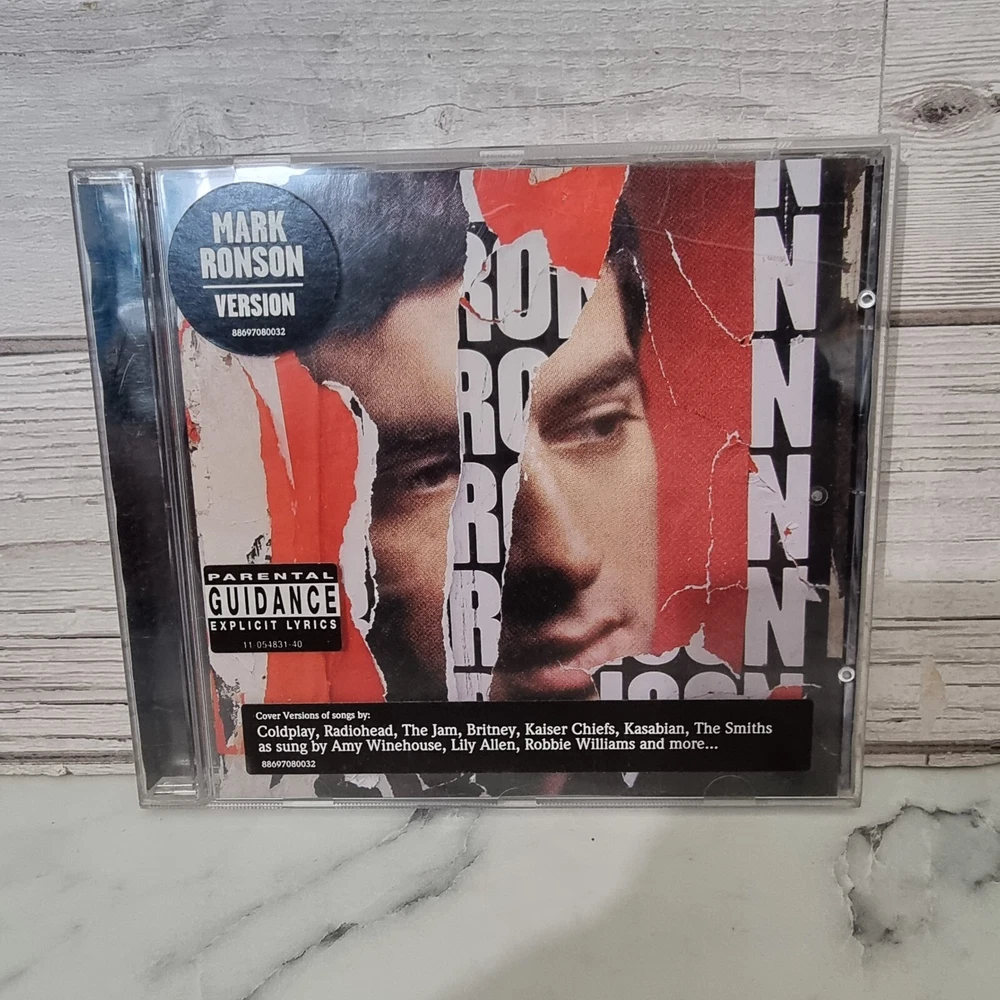 MARK
RONSON
VERSION
88697080032
RON
RO
R
R
N
N
N
N
N
PARENTAL
GUIDANCE
EXPLICIT LYRICS
11-054831-40
Cover Versions of songs by:
Coldplay, Radiohead, The Jam, Britney, Kaiser Chiefs, Kasabian, The Smiths
as sung by Amy Winehouse, Lily Allen, Robbie Williams and more...
88697080032